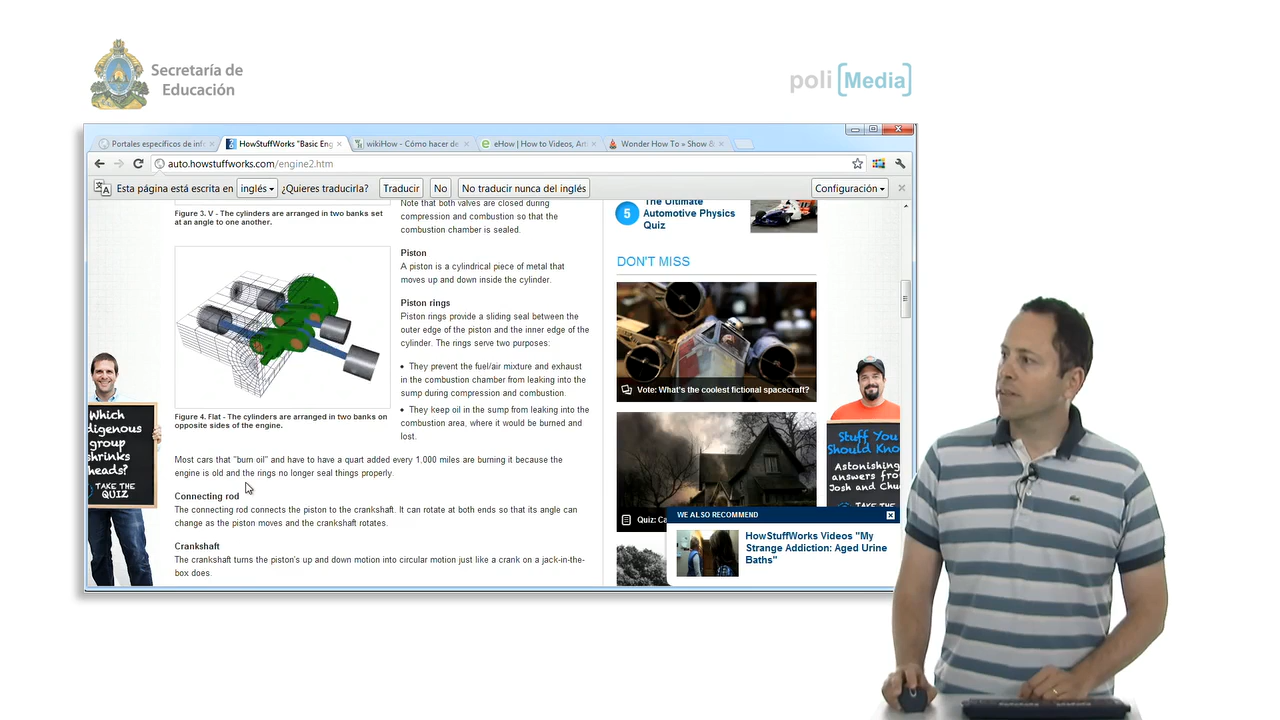 Secretaría de
Educación
poli [Media]
Portales específicos de info
HowStuffWorks "Basic Eng
wikiHow - Cómo hacer de
eHow | How to Videos, Art
Wonder How To » Show &
auto.howstuffworks.com/engine2.htm
Esta página está escrita en inglés ¿Quieres traducirla? Traducir No No traducir nunca del inglés Configuración
Figure 3. V - The cylinders are arranged in two banks set
at an angle to one another.
Figure 4. Flat - The cylinders are arranged in two banks on
opposite sides of the engine.
Note that both valves are closed during
compression and combustion so that the
combustion chamber is sealed.
Piston
A piston is a cylindrical piece of metal that
moves up and down inside the cylinder.
Piston rings
Piston rings provide a sliding seal between the
outer edge of the piston and the inner edge of the
cylinder. The rings serve two purposes:
• They prevent the fuel/air mixture and exhaust
in the combustion chamber from leaking into the
sump during compression and combustion.
• They keep oil in the sump from leaking into the
combustion area, where it would be burned and
lost.
Most cars that "burn oil" and have to have a quart added every 1,000 miles are burning it because the
engine is old and the rings no longer seal things properly.
Connecting rod
The connecting rod connects the piston to the crankshaft. It can rotate at both ends so that its angle can
change as the piston moves and the crankshaft rotates.
Crankshaft
The crankshaft turns the piston's up and down motion into circular motion just like a crank on a jack-in-the-
box does.
5
The Ultimate
Automotive Physics
Quiz
DON'T MISS
Vote: What's the coolest fictional spacecraft?
Quiz: Ca
WE ALSO RECOMMEND
HowStuffWorks Videos "My
Strange Addiction: Aged Urine
Baths"
Which
digenous
group
shrinks
heads?
TAKE THE
QUIZ
Stuff You
Should Know
Astonishing
answers from
Josh and Chu